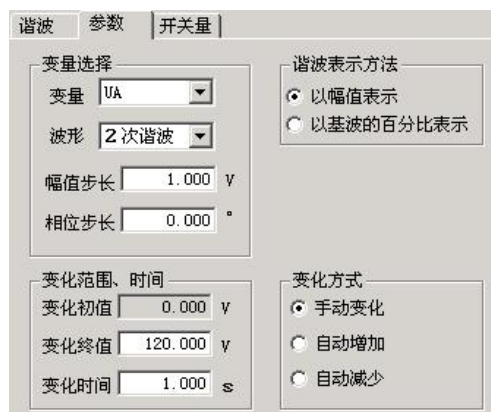 谐波 参数 开关量
变量选择
变量 UA
波形 2次谐波
幅值步长 1.000 V
相位步长 0.000 °
谐波表示方法
以幅值表示
以基波的百分比表示
变化范围、时间
变化初值 0.000 V
变化终值 120.000 V
变化时间 1.000 s
变化方式
手动变化
自动增加
自动减少